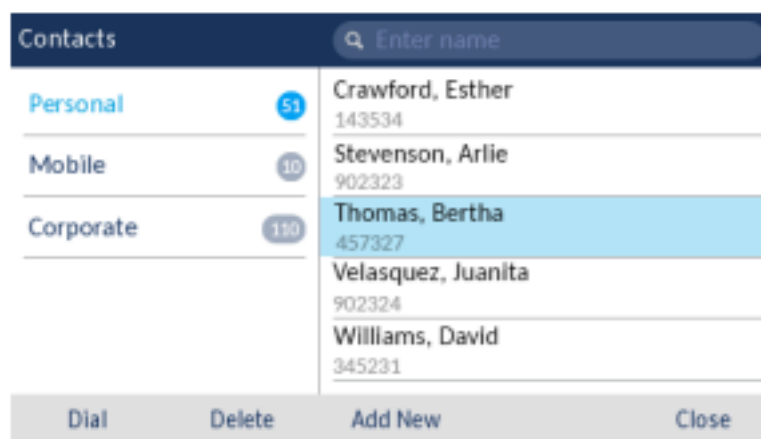 Contacts
Enter name
Personal 51
Mobile 10
Corporate 110
Crawford, Esther
143534
Stevenson, Arlie
902323
Thomas, Bertha
457327
Velasquez, Juanita
902324
Williams, David
345231
Dial Delete Add New Close